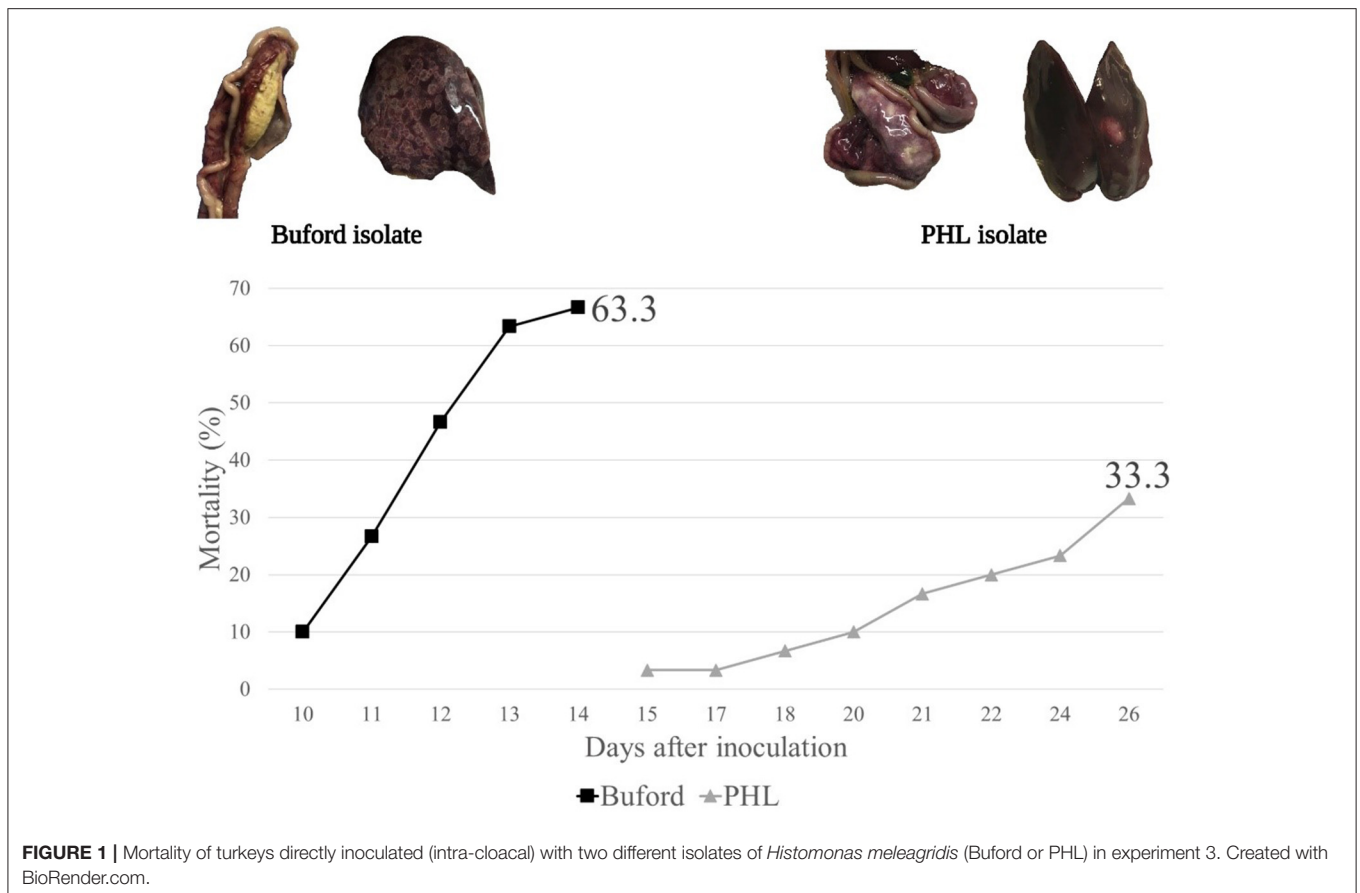 Buford isolate PHL isolate
70
60
50
40
30
20
10
0
Mortality (%)
63.3
33.3
10 11 12 13 14 15 17 18 20 21 22 24 26
Days after inoculation
Buford PHL
FIGURE 1 | Mortality of turkeys directly inoculated (intra-cloacal) with two different isolates of Histomonas meleagridis (Buford or PHL) in experiment 3. Created with
BioRender.com.